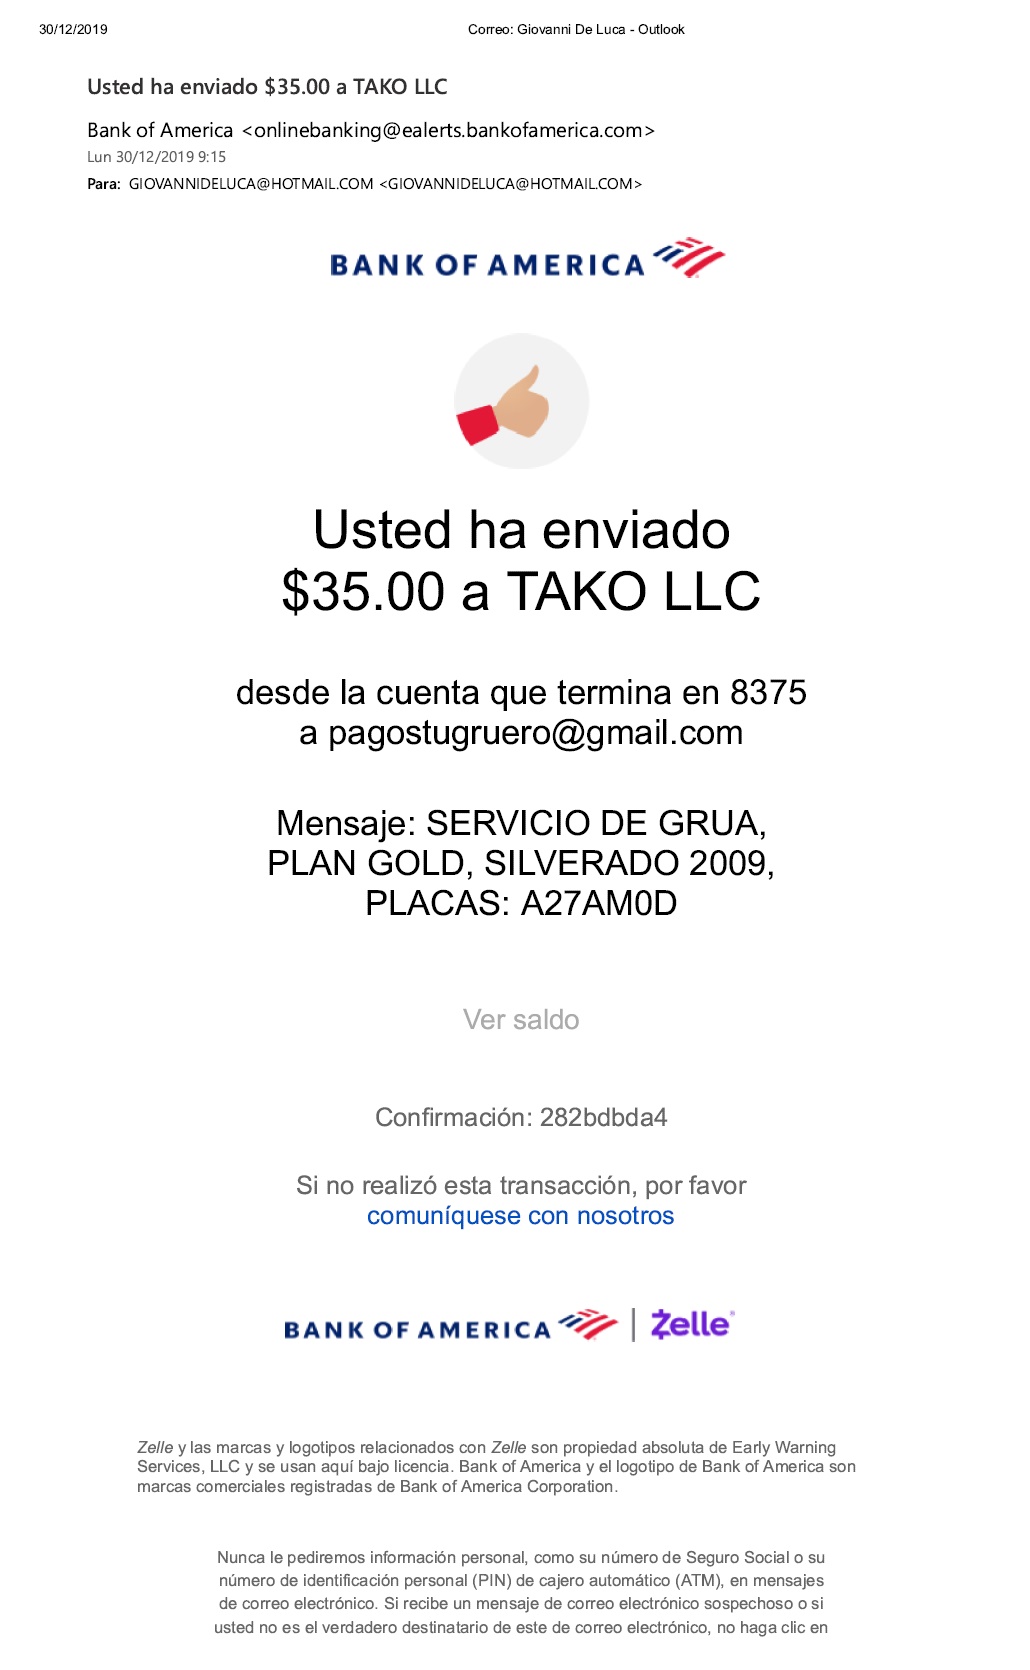 30/12/2019 Correo: Giovanni De Luca - Outlook
Usted ha enviado $35.00 a TAKO LLC
Bank of America <onlinebanking@ealerts.bankofamerica.com>
Lun 30/12/2019 9:15
Para: GIOVANNIDELUCA@HOTMAIL.COM <GIOVANNIDELUCA@HOTMAIL.COM>
BANK OF AMERICA
Usted ha enviado
$35.00 a TAKO LLC
desde la cuenta que termina en 8375
a pagostugruero@gmail.com
Mensaje: SERVICIO DE GRUA,
PLAN GOLD, SILVERADO 2009,
PLACAS: A27AM0D
Ver saldo
Confirmación: 282bdbda4
Si no realizó esta transacción, por favor
comuníquese con nosotros
BANK OF AMERICA | Zelle®
Zelle y las marcas y logotipos relacionados con Zelle son propiedad absoluta de Early Warning
Services, LLC y se usan aquí bajo licencia. Bank of America y el logotipo de Bank of America son
marcas comerciales registradas de Bank of America Corporation.
Nunca le pediremos información personal, como su número de Seguro Social o su
número de identificación personal (PIN) de cajero automático (ATM), en mensajes
de correo electrónico. Si recibe un mensaje de correo electrónico sospechoso o si
usted no es el verdadero destinatario de este de correo electrónico, no haga clic en